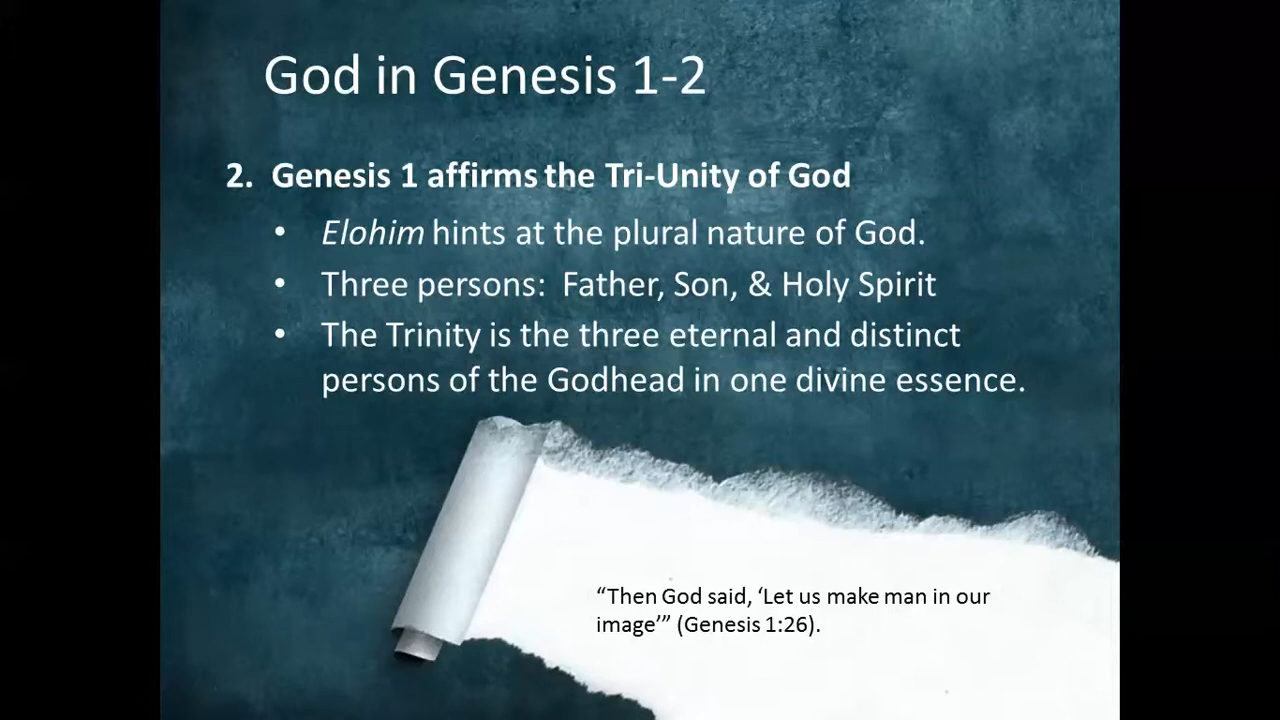 God in Genesis 1-2
2. Genesis 1 affirms the Tri-Unity of God
• Elohim hints at the plural nature of God.
• Three persons: Father, Son, & Holy Spirit
• The Trinity is the three eternal and distinct
persons of the Godhead in one divine essence.
“Then God said, ‘Let us make man in our
image’” (Genesis 1:26).